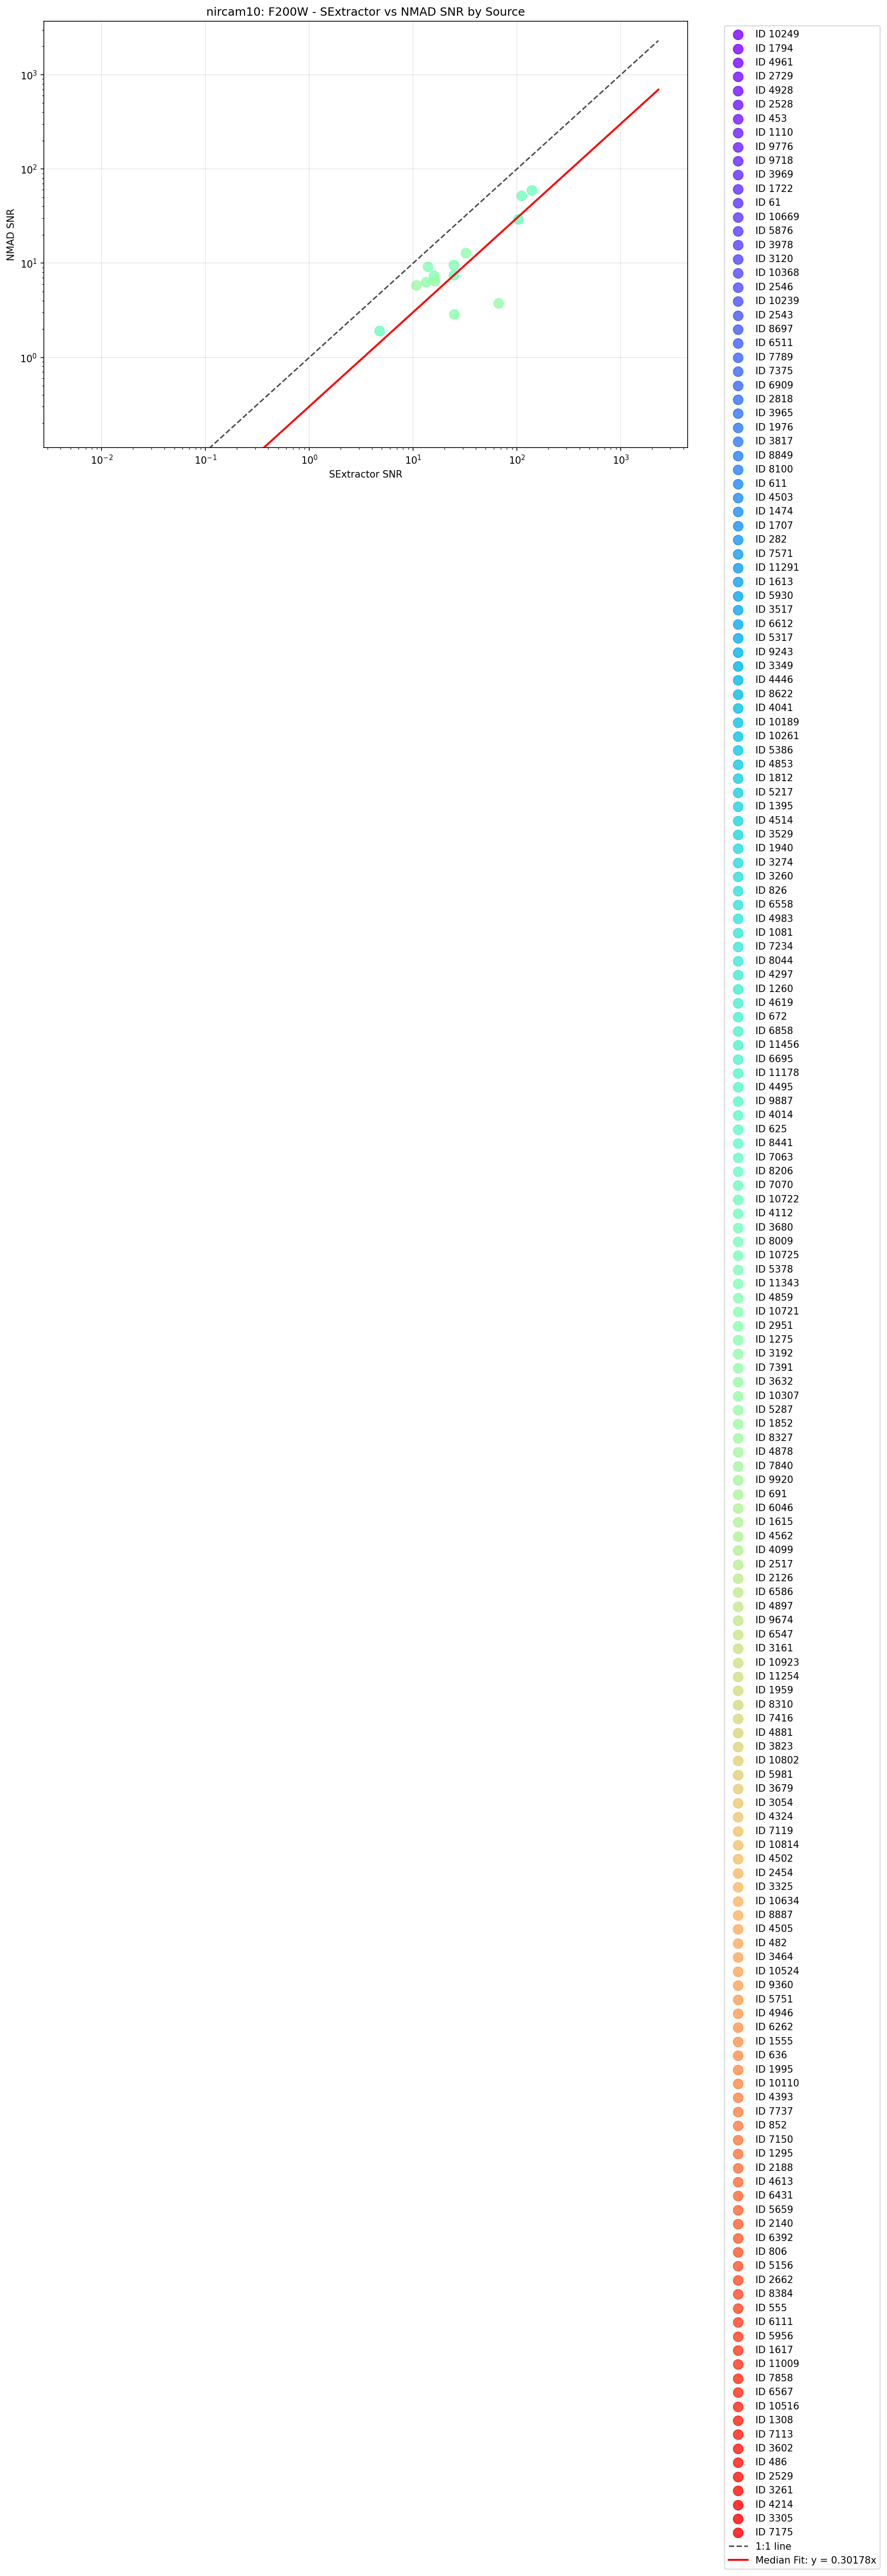 nircam10: F200W - SExtractor vs NMAD SNR by Source
NMAD SNR
10³
10²
10¹
10⁰
10⁻²
10⁻¹
10⁰
10¹
10²
10³
SExtractor SNR
ID 10249
ID 1794
ID 4961
ID 2729
ID 4928
ID 2528
ID 453
ID 1110
ID 9776
ID 9718
ID 3969
ID 1722
ID 61
ID 10669
ID 5876
ID 3978
ID 3120
ID 10368
ID 2546
ID 10239
ID 2543
ID 8697
ID 6511
ID 7789
ID 7375
ID 6909
ID 2818
ID 3965
ID 1976
ID 3817
ID 8849
ID 8100
ID 611
ID 4503
ID 1474
ID 1707
ID 282
ID 7571
ID 11291
ID 1613
ID 5930
ID 3517
ID 6612
ID 5317
ID 9243
ID 3349
ID 4446
ID 8622
ID 4041
ID 10189
ID 10261
ID 5386
ID 4853
ID 1812
ID 5217
ID 1395
ID 4514
ID 3529
ID 1940
ID 3274
ID 3260
ID 826
ID 6558
ID 4983
ID 1081
ID 7234
ID 8044
ID 4297
ID 1260
ID 4619
ID 672
ID 6858
ID 11456
ID 6695
ID 11178
ID 4495
ID 9887
ID 4014
ID 625
ID 8441
ID 7063
ID 8206
ID 7070
ID 10722
ID 4112
ID 3680
ID 8009
ID 10725
ID 5378
ID 11343
ID 4859
ID 10721
ID 2951
ID 1275
ID 3192
ID 7391
ID 3632
ID 10307
ID 5287
ID 1852
ID 8327
ID 4878
ID 7840
ID 9920
ID 691
ID 6046
ID 1615
ID 4562
ID 4099
ID 2517
ID 2126
ID 6586
ID 4897
ID 9674
ID 6547
ID 3161
ID 10923
ID 11254
ID 1959
ID 8310
ID 7416
ID 4881
ID 3823
ID 10802
ID 5981
ID 3679
ID 3054
ID 4324
ID 7119
ID 10814
ID 4502
ID 2454
ID 3325
ID 10634
ID 8887
ID 4505
ID 482
ID 3464
ID 10524
ID 9360
ID 5751
ID 4946
ID 6262
ID 1555
ID 636
ID 1995
ID 10110
ID 4393
ID 7737
ID 852
ID 7150
ID 1295
ID 2188
ID 4613
ID 6431
ID 5659
ID 2140
ID 6392
ID 806
ID 5156
ID 2662
ID 8384
ID 555
ID 6111
ID 5956
ID 1617
ID 11009
ID 7858
ID 6567
ID 10516
ID 1308
ID 7113
ID 3602
ID 486
ID 2529
ID 3261
ID 4214
ID 3305
ID 7175
1:1 line
Median Fit: y = 0.30178x